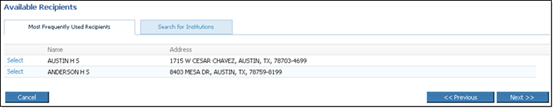 Available Recipients
Most Frequently Used Recipients Search for Institutions
Name Address
Select AUSTIN H S 1715 W CESAR CHAVEZ, AUSTIN, TX, 78703-4699
Select ANDERSON H S 8403 MESA DR, AUSTIN, TX, 78759-8199
Cancel << Previous Next >>